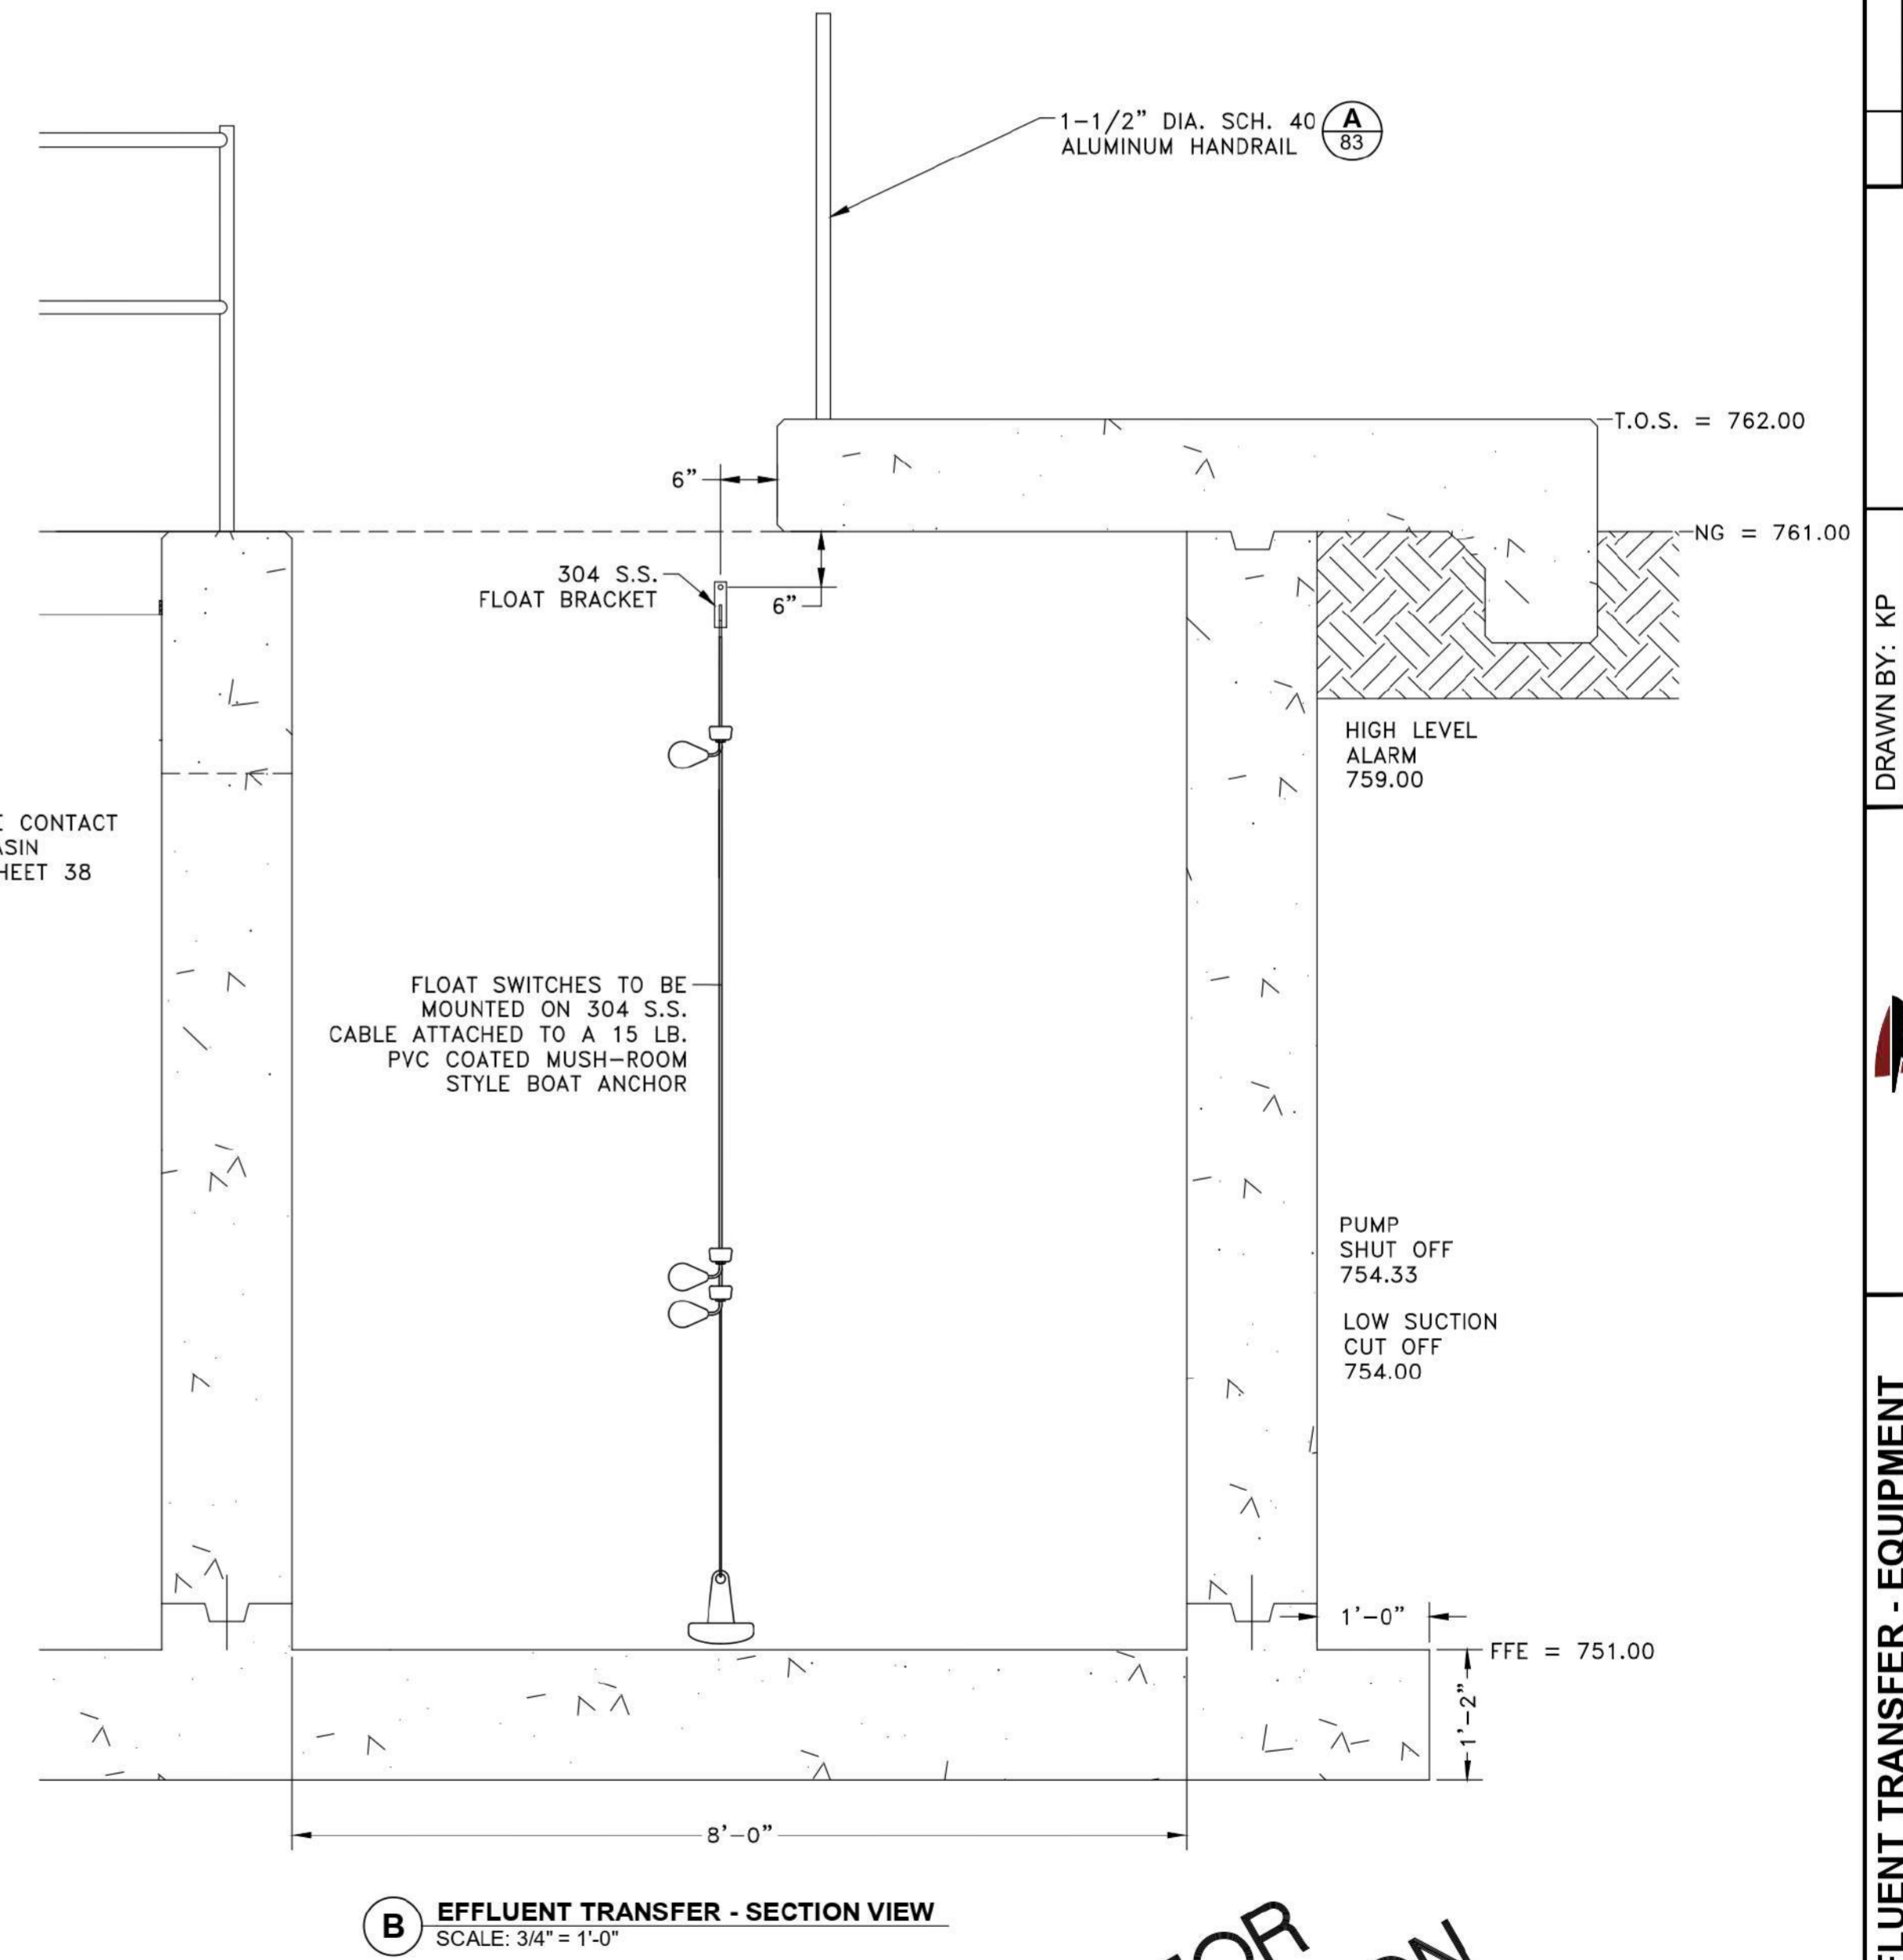 1-1/2" DIA. SCH. 40
ALUMINUM HANDRAIL
A
83
T.O.S. = 762.00
6"
NG = 761.00
304 S.S.
FLOAT BRACKET
6"
HIGH LEVEL
ALARM
759.00
CONTACT
HEET 38
FLOAT SWITCHES TO BE
MOUNTED ON 304 S.S.
CABLE ATTACHED TO A 15 LB.
PVC COATED MUSH-ROOM
STYLE BOAT ANCHOR
PUMP
SHUT OFF
754.33
LOW SUCTION
CUT OFF
754.00
1'-0"
FFE = 751.00
1'-2"
8'-0"
B
EFFLUENT TRANSFER - SECTION VIEW
SCALE: 3/4" = 1'-0"
DRAWN BY: KP
LUENT TRANSFER - EQUIPMENT